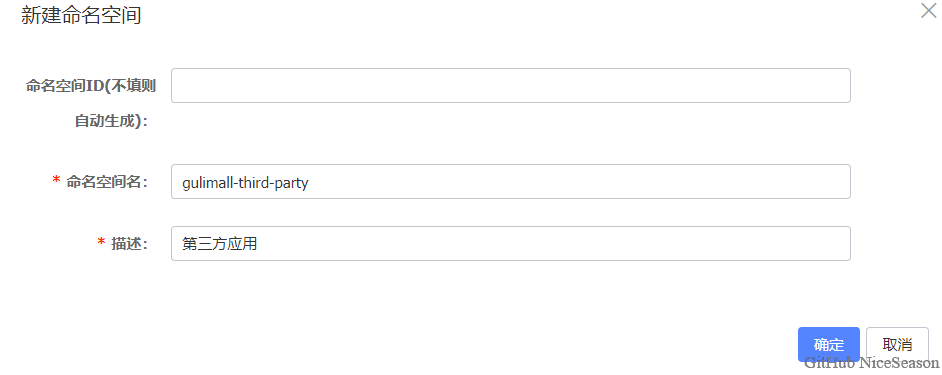 新建命名空间
命名空间ID(不填则
自动生成):
* 命名空间名: gulimall-third-party
* 描述: 第三方应用
确定 取消
GitHub NiceSeason